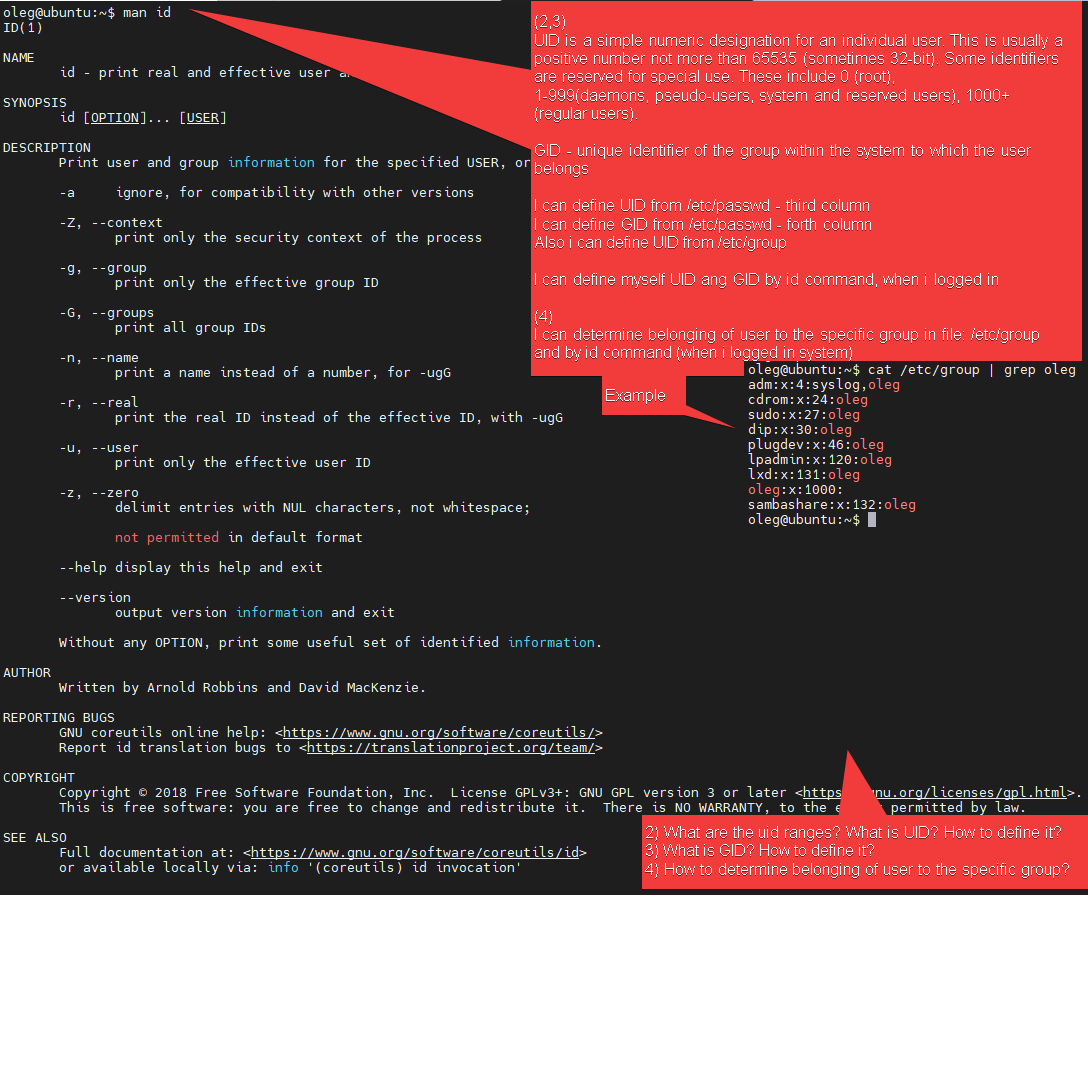 oleg@ubuntu:~$ man id
ID(1)
NAME
id - print real and effective user a
SYNOPSIS
id [OPTION]... [USER]
DESCRIPTION
Print user and group information for the specified USER, or
-a     ignore, for compatibility with other versions
-Z, --context
print only the security context of the process
-g, --group
print only the effective group ID
-G, --groups
print all group IDs
-n, --name
print a name instead of a number, for -ugG
-r, --real
print the real ID instead of the effective ID, with -ugG
-u, --user
print only the effective user ID
-z, --zero
delimit entries with NUL characters, not whitespace;
not permitted in default format
--help display this help and exit
--version
output version information and exit
Without any OPTION, print some useful set of identified information.
AUTHOR
Written by Arnold Robbins and David MacKenzie.
REPORTING BUGS
GNU coreutils online help: <https://www.gnu.org/software/coreutils/>
Report id translation bugs to <https://translationproject.org/team/>
COPYRIGHT
Copyright © 2018 Free Software Foundation, Inc.  License GPLv3+: GNU GPL version 3 or later <http gnu.org/licenses/gpl.html>.
This is free software: you are free to change and redistribute it.  There is NO WARRANTY, to the permitted by law.
SEE ALSO
Full documentation at: <https://www.gnu.org/software/coreutils/id>
or available locally via: info '(coreutils) id invocation'
(2,3)
UID is a simple numeric designation for an individual user. This is usually a
positive number not more than 65535 (sometimes 32-bit). Some identifiers
are reserved for special use. These include 0 (root),
1-999(daemons, pseudo-users, system and reserved users), 1000+
(regular users).
GID - unique identifier of the group within the system to which the user
belongs
I can define UID from /etc/passwd - third column
I can define GID from /etc/passwd - forth column
Also i can define UID from /etc/group
I can define myself UID ang GID by id command, when i logged in
(4)
I can determine belonging of user to the specific group in file: /etc/group
and by id command (when i logged in system)
Example
oleg@ubuntu:~$ cat /etc/group | grep oleg
adm:x:4:syslog,oleg
cdrom:x:24:oleg
sudo:x:27:oleg
dip:x:30:oleg
plugdev:x:46:oleg
lpadmin:x:120:oleg
lxd:x:131:oleg
oleg:x:1000:
sambashare:x:132:oleg
oleg@ubuntu:~$
2) What are the uid ranges? What is UID? How to define it?
3) What is GID? How to define it?
4) How to determine belonging of user to the specific group?